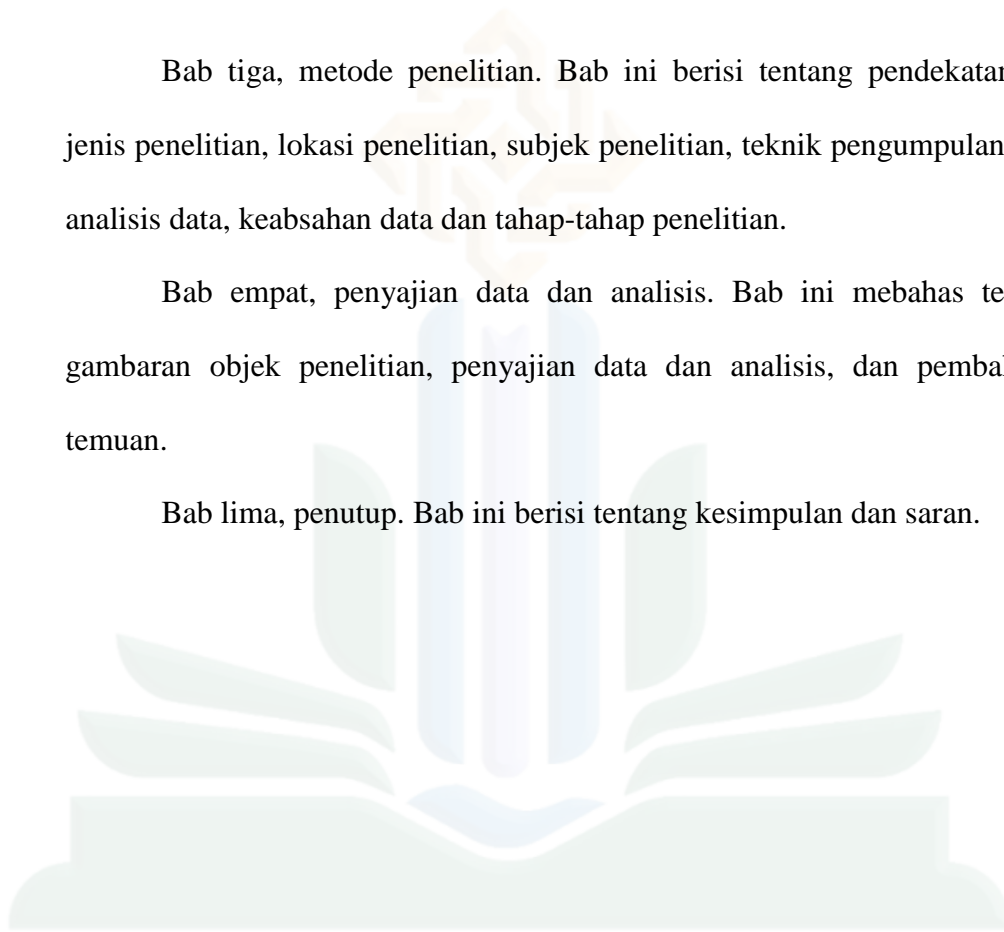 Bab tiga, metode penelitian. Bab ini berisi tentang pendekatan
jenis penelitian, lokasi penelitian, subjek penelitian, teknik pengumpulan
analisis data, keabsahan data dan tahap-tahap penelitian.
Bab empat, penyajian data dan analisis. Bab ini mebahas
gambaran objek penelitian, penyajian data dan analisis, dan
temuan.
Bab lima, penutup. Bab ini berisi tentang kesimpulan dan saran.